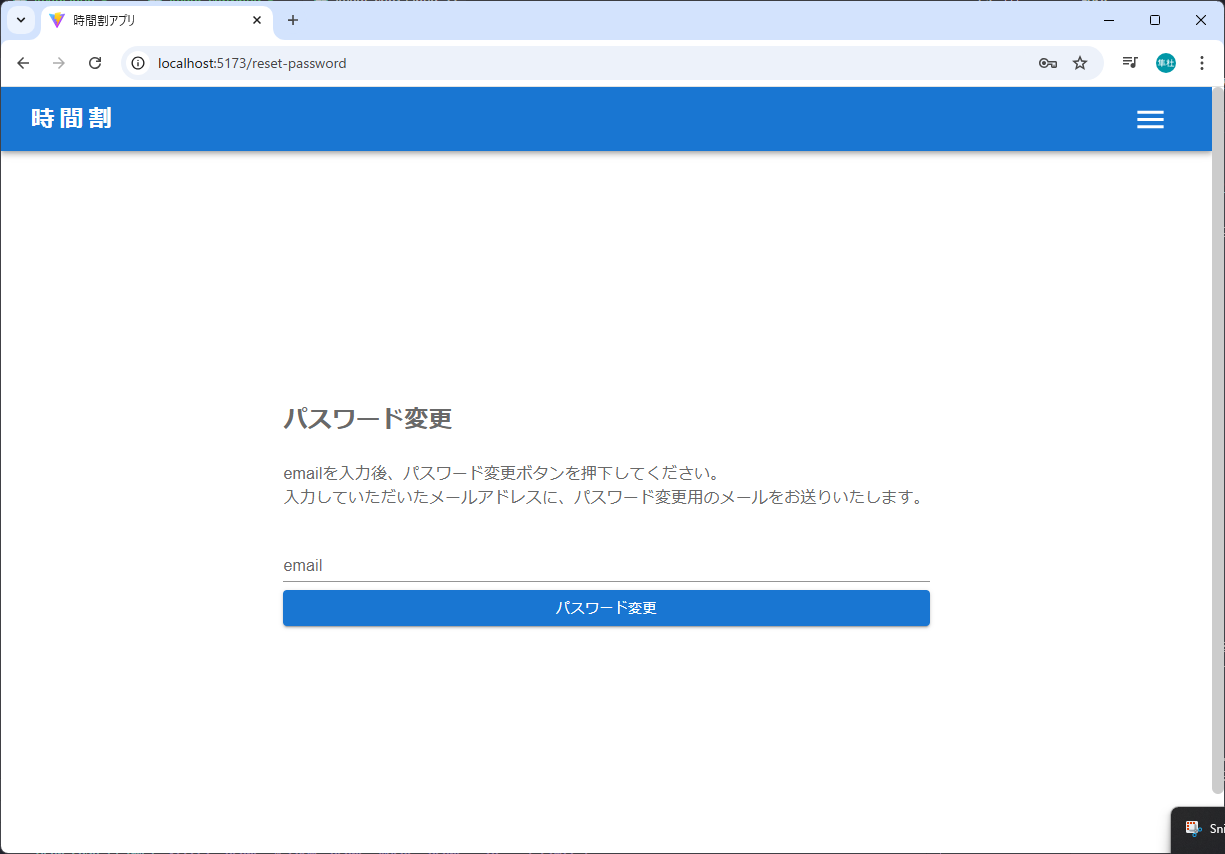 時間割アプリ
localhost:5173/reset-password
隼杜
時間割
パスワード変更
emailを入力後、パスワード変更ボタンを押下してください。
入力していただいたメールアドレスに、パスワード変更用のメールをお送りいたします。
email
パスワード変更
Sni